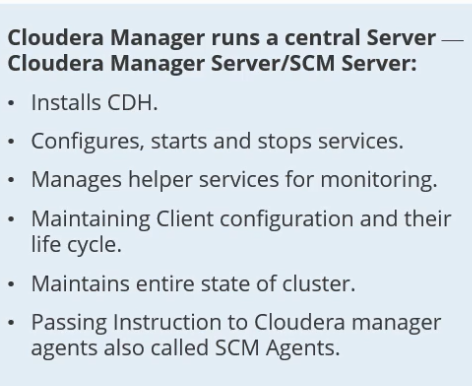 Cloudera Manager runs a central Server —
Cloudera Manager Server/SCM Server:
• Installs CDH.
• Configures, starts and stops services.
• Manages helper services for monitoring.
• Maintaining Client configuration and their
life cycle.
• Maintains entire state of cluster.
• Passing Instruction to Cloudera manager
agents also called SCM Agents.